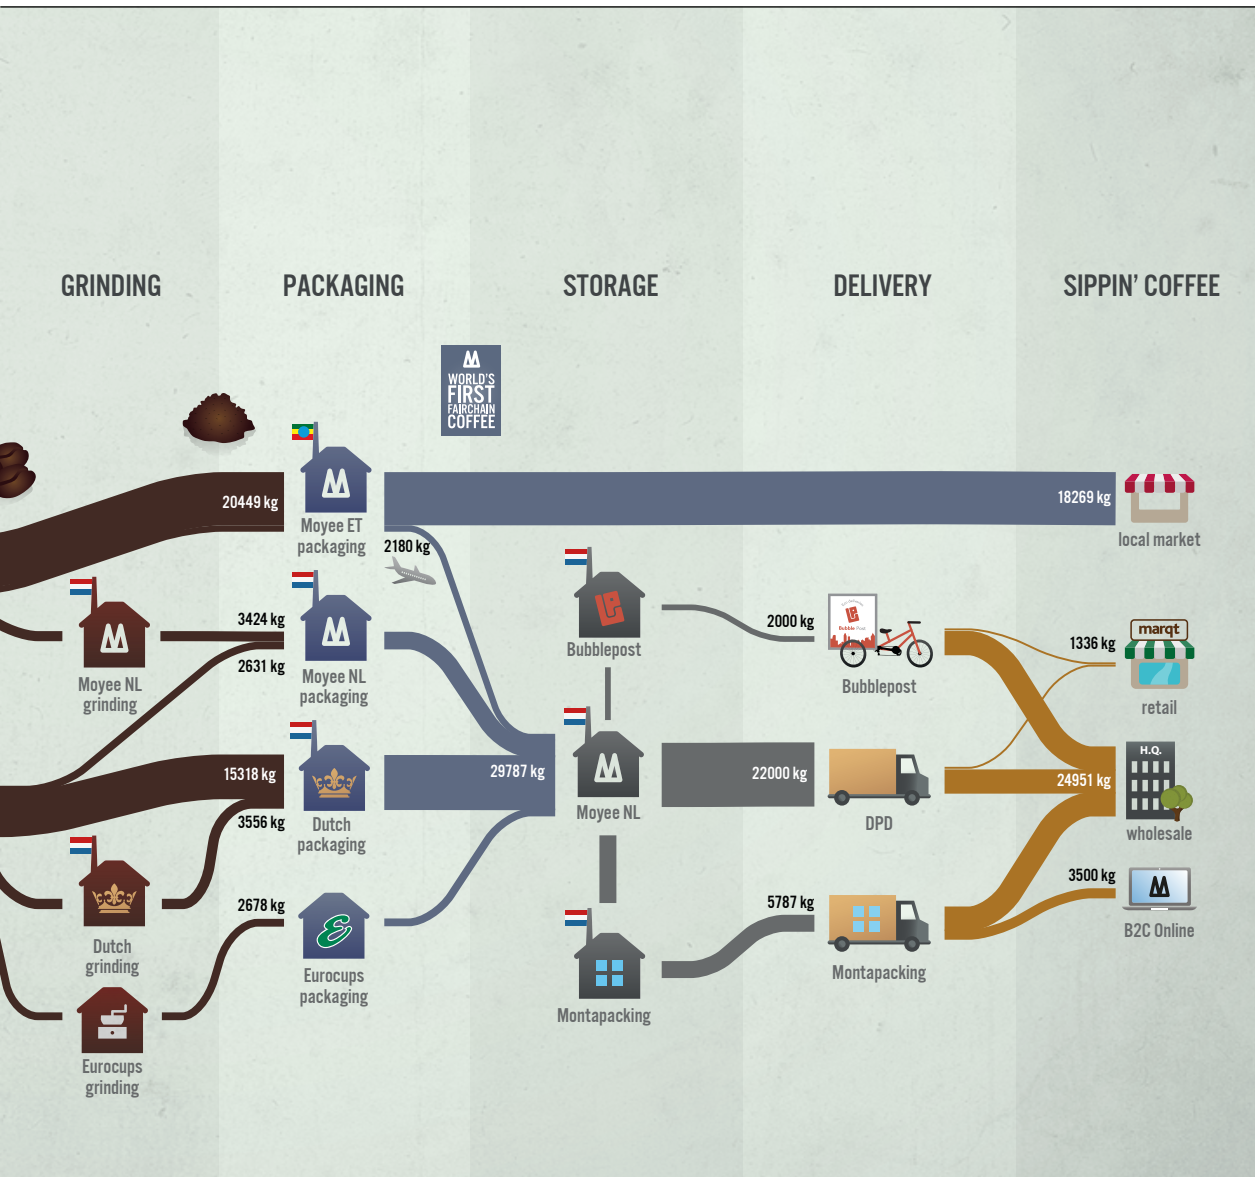 GRINDING
PACKAGING
STORAGE
DELIVERY
SIPPIN' COFFEE
WORLD'S
FIRST
FAIRCHAIN
COFFEE
20449 kg
Moyee ET
packaging
2180 kg
18269 kg
local market
3424 kg
2631 kg
Moyee NL
grinding
Moyee NL
packaging
Bubblepost
2000 kg
Bubble Post
Bubblepost
1336 kg
marqt
retail
15318 kg
3556 kg
Dutch
packaging
29787 kg
Moyee NL
22000 kg
DPD
H.Q.
24951 kg
wholesale
Dutch
grinding
2678 kg
Eurocups
packaging
Montapacking
5787 kg
Montapacking
3500 kg
B2C Online
Eurocups
grinding